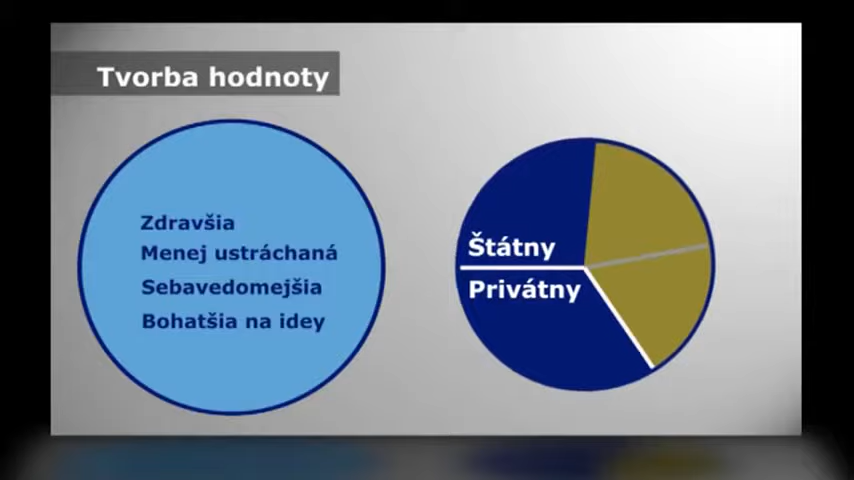 Tvorba hodnoty
Zdravšia
Menej ustráchaná
Sebavedomejšia
Bohatšia na idey
Štátny
Privátny